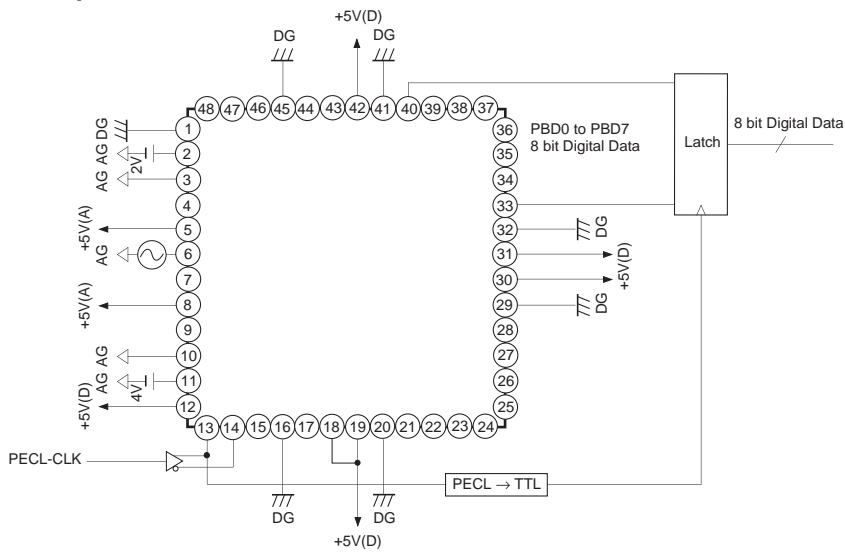 +5V(D)
DG
DG
48 47 46 45 44 43 42 41 40 39 38 37
1 DG
2 AG 2V
3 AG
4
5 +5V(A)
6 AG
7
8 +5V(A)
9
10 AG
11 AG 4V
12 +5V(D)
36
35
34
33
32 DG
31
30
+5V(D)
29 DG
28
27
26
25
PBD0 to PBD7
8 bit Digital Data
Latch
8 bit Digital Data
13 14 15 16 17 18 19 20 21 22 23 24
PECL-CLK
PECL → TTL
DG
DG
+5V(D)